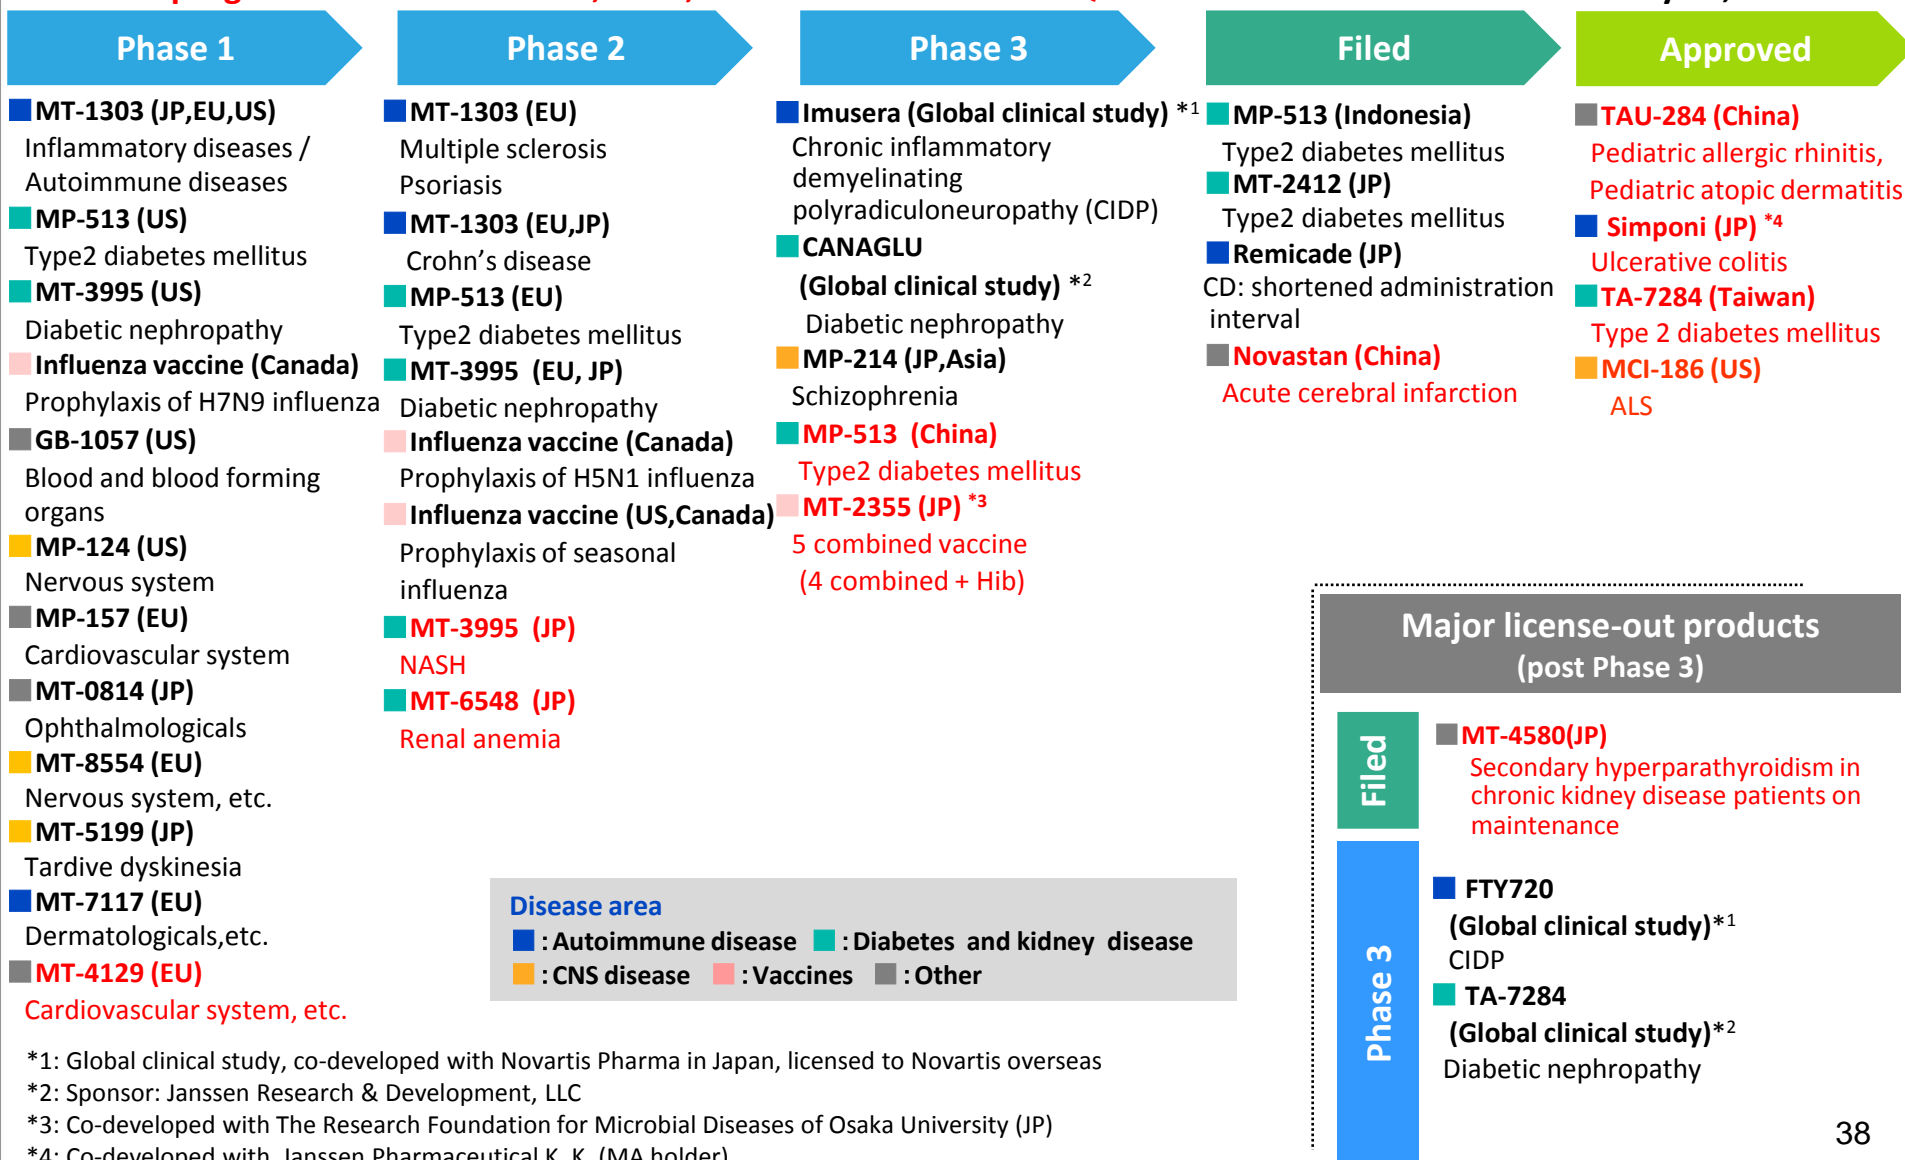 Phase 1
MT-1303 (JP,EU,US)
Inflammatory diseases /
Autoimmune diseases
MP-513 (US)
Type2 diabetes mellitus
MT-3995 (US)
Diabetic nephropathy
Influenza vaccine (Canada)
Prophylaxis of H7N9 influenza
GB-1057 (US)
Blood and blood forming
organs
MP-124 (US)
Nervous system
MP-157 (EU)
Cardiovascular system
MT-0814 (JP)
Ophthalmologicals
MT-8554 (EU)
Nervous system, etc.
MT-5199 (JP)
Tardive dyskinesia
MT-7117 (EU)
Dermatologicals,etc.
MT-4129 (EU)
Cardiovascular system, etc.
Phase 2
MT-1303 (EU)
Multiple sclerosis
Psoriasis
MT-1303 (EU,JP)
Crohn's disease
MP-513 (EU)
Type2 diabetes mellitus
MT-3995 (EU, JP)
Diabetic nephropathy
Influenza vaccine (Canada)
Prophylaxis of H5N1 influenza
Influenza vaccine (US,Canada)
Prophylaxis of seasonal
influenza
MT-3995 (JP)
NASH
MT-6548 (JP)
Renal anemia
Phase 3
Imusera (Global clinical study) *1
Chronic inflammatory
demyelinating
polyradiculoneuropathy (CIDP)
CANAGLU
(Global clinical study) *2
Diabetic nephropathy
MP-214 (JP,Asia)
Schizophrenia
MP-513 (China)
Type2 diabetes mellitus
MT-2355 (JP) *3
5 combined vaccine
(4 combined + Hib)
Filed
MP-513 (Indonesia)
Type2 diabetes mellitus
MT-2412 (JP)
Type2 diabetes mellitus
Remicade (JP)
CD: shortened administration
interval
Novastan (China)
Acute cerebral infarction
Approved
TAU-284 (China)
Pediatric allergic rhinitis,
Pediatric atopic dermatitis
Simponi (JP) *4
Ulcerative colitis
TA-7284 (Taiwan)
Type 2 diabetes mellitus
MCI-186 (US)
ALS
Major license-out products
(post Phase 3)
Filed
MT-4580(JP)
Secondary hyperparathyroidism in
chronic kidney disease patients on
maintenance
Phase 3
FTY720
(Global clinical study)*1
CIDP
TA-7284
(Global clinical study)*2
Diabetic nephropathy
Disease area
: Autoimmune disease : Diabetes and kidney disease
: CNS disease : Vaccines : Other
*1: Global clinical study, co-developed with Novartis Pharma in Japan, licensed to Novartis overseas
*2: Sponsor: Janssen Research & Development, LLC
*3: Co-developed with The Research Foundation for Microbial Diseases of Osaka University (JP)
*4: Co-developed with Janssen Pharmaceutical K. K. (MA holder)
38